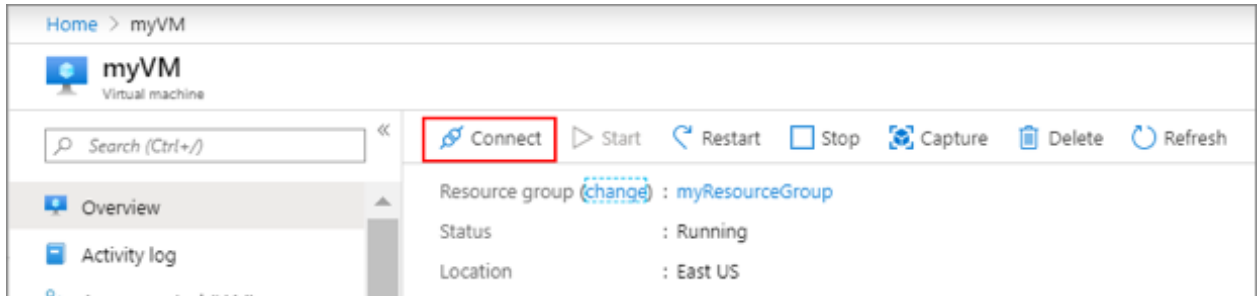 Home > myVM
myVM
Virtual machine
Search (Ctrl+/)
«
Connect Start Restart Stop Capture Delete Refresh
Resource group (change) : myResourceGroup
Status : Running
Location : East US
Overview
Activity log